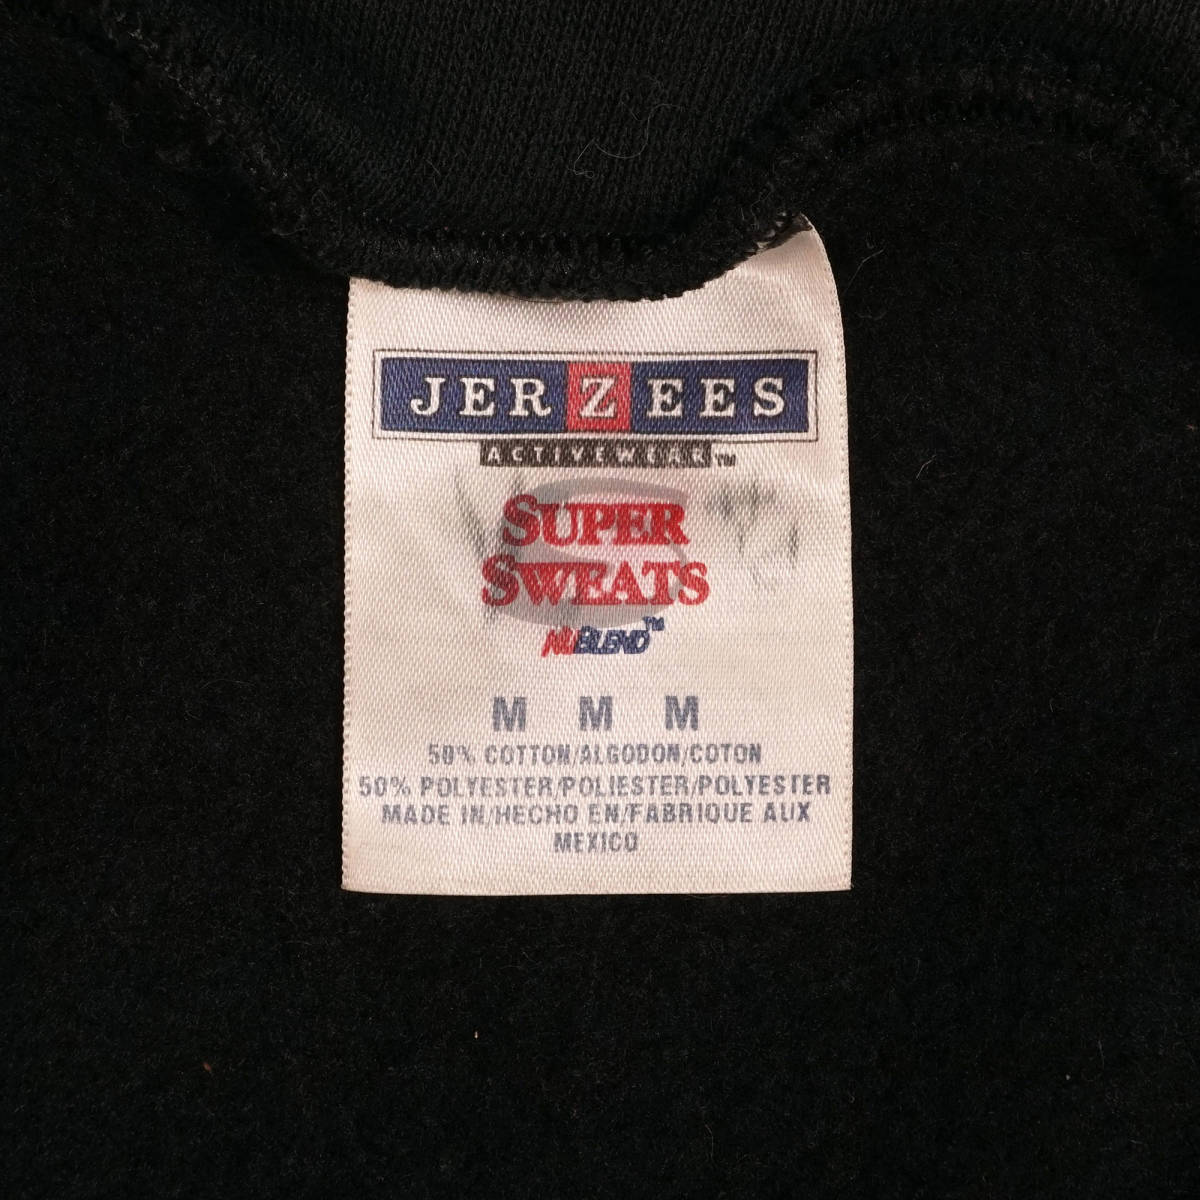 JERZEES
ACTIVEWEAR™
SUPER
SWEATS
NUBLEND™
M M M
50% COTTON/ALGODON/COTON
50% POLYESTER/POLIESTER/POLYESTER
MADE IN/HECHO EN/FABRIQUE AUX
MEXICO